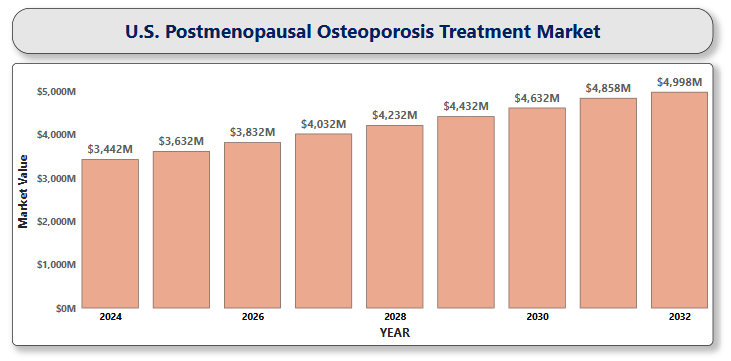 U.S. Postmenopausal Osteoporosis Treatment Market
$5,000M
$4,000M
$3,000M
$2,000M
$1,000M
$0M
Market Value
$3,442M
$3,632M
$3,832M
$4,032M
$4,232M
$4,432M
$4,632M
$4,858M
$4,998M
2024
2026
2028
2030
2032
YEAR